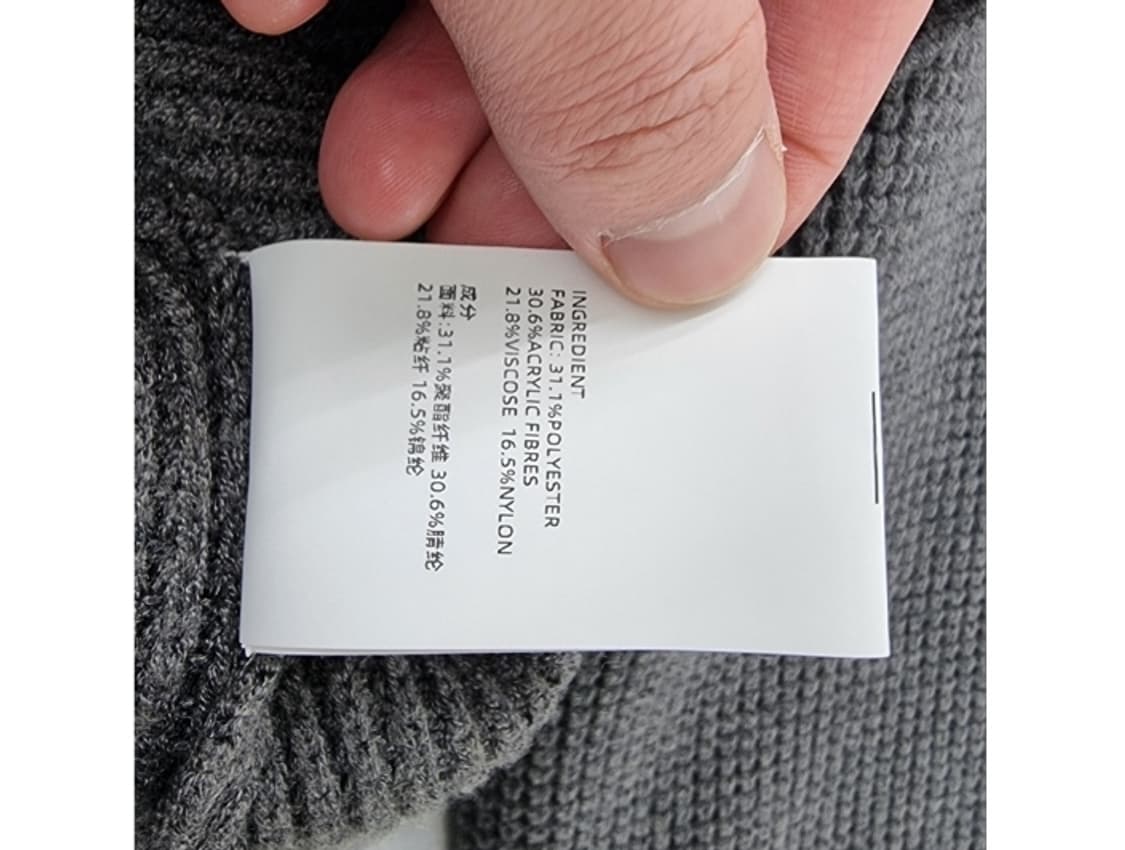 INGREDIENT
FABRIC: 31.1%POLYESTER
30.6%ACRYLIC FIBRES
21.8%VISCOSE 16.5%NYLON
成分
面料:31.1%聚酯纤维 30.6%腈纶
21.8%粘纤 16.5%锦纶